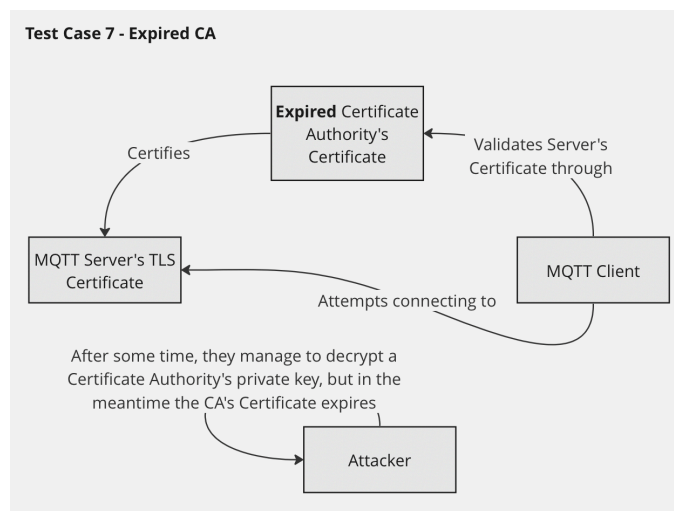 Test Case 7 - Expired CA
Expired Certificate
Authority's
Certificate
Certifies
Validates Server's
Certificate through
MQTT Server's TLS
Certificate
MQTT Client
Attempts connecting to
After some time, they manage to decrypt a
Certificate Authority's private key, but in the
meantime the CA's Certificate expires
Attacker